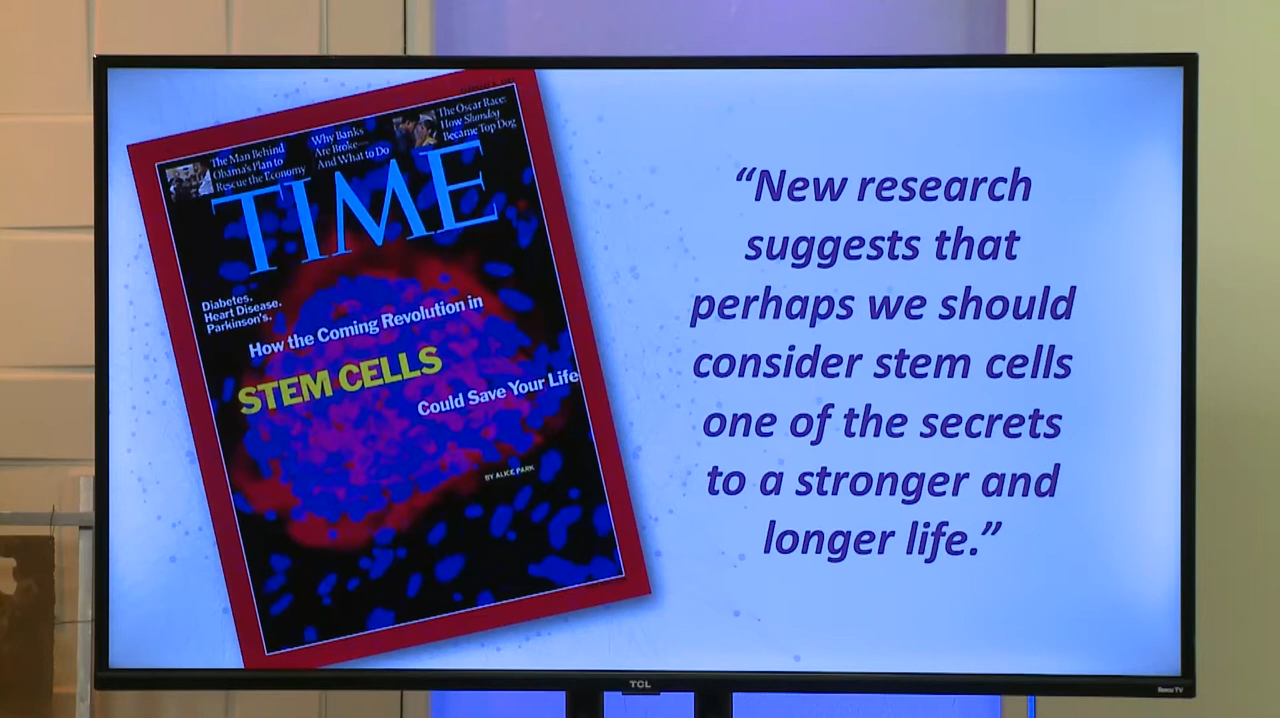 The Man Behind
Obama's Plan to
Rescue the Economy
Why Banks
Are Broke—
And What to Do
The Oscar Race:
How Slumdog
Became Top Dog
TIME
Diabetes.
Heart Disease.
Parkinson's.
How the Coming Revolution in
STEM CELLS
Could Save Your Life
BY ALICE PARK
“New research
suggests that
perhaps we should
consider stem cells
one of the secrets
to a stronger and
longer life.”
TCL
Roku TV